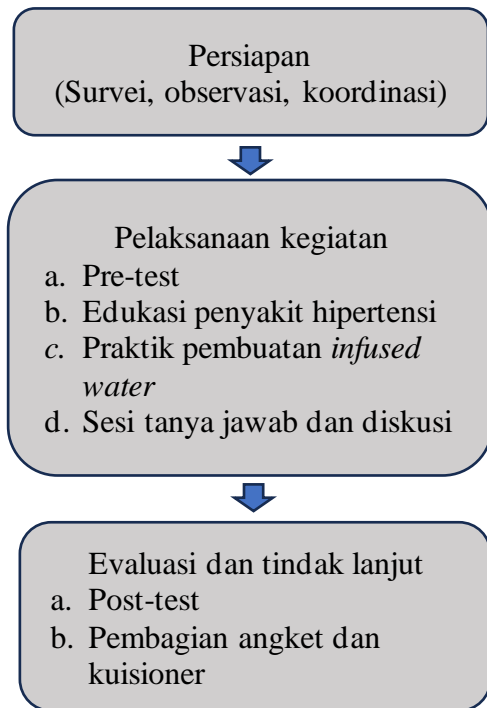 Persiapan
(Survei, observasi, koordinasi)
Pelaksanaan kegiatan
a. Pre-test
b. Edukasi penyakit hipertensi
c. Praktik pembuatan infused
water
d. Sesi tanya jawab dan diskusi
Evaluasi dan tindak lanjut
a. Post-test
b. Pembagian angket dan
kuisioner